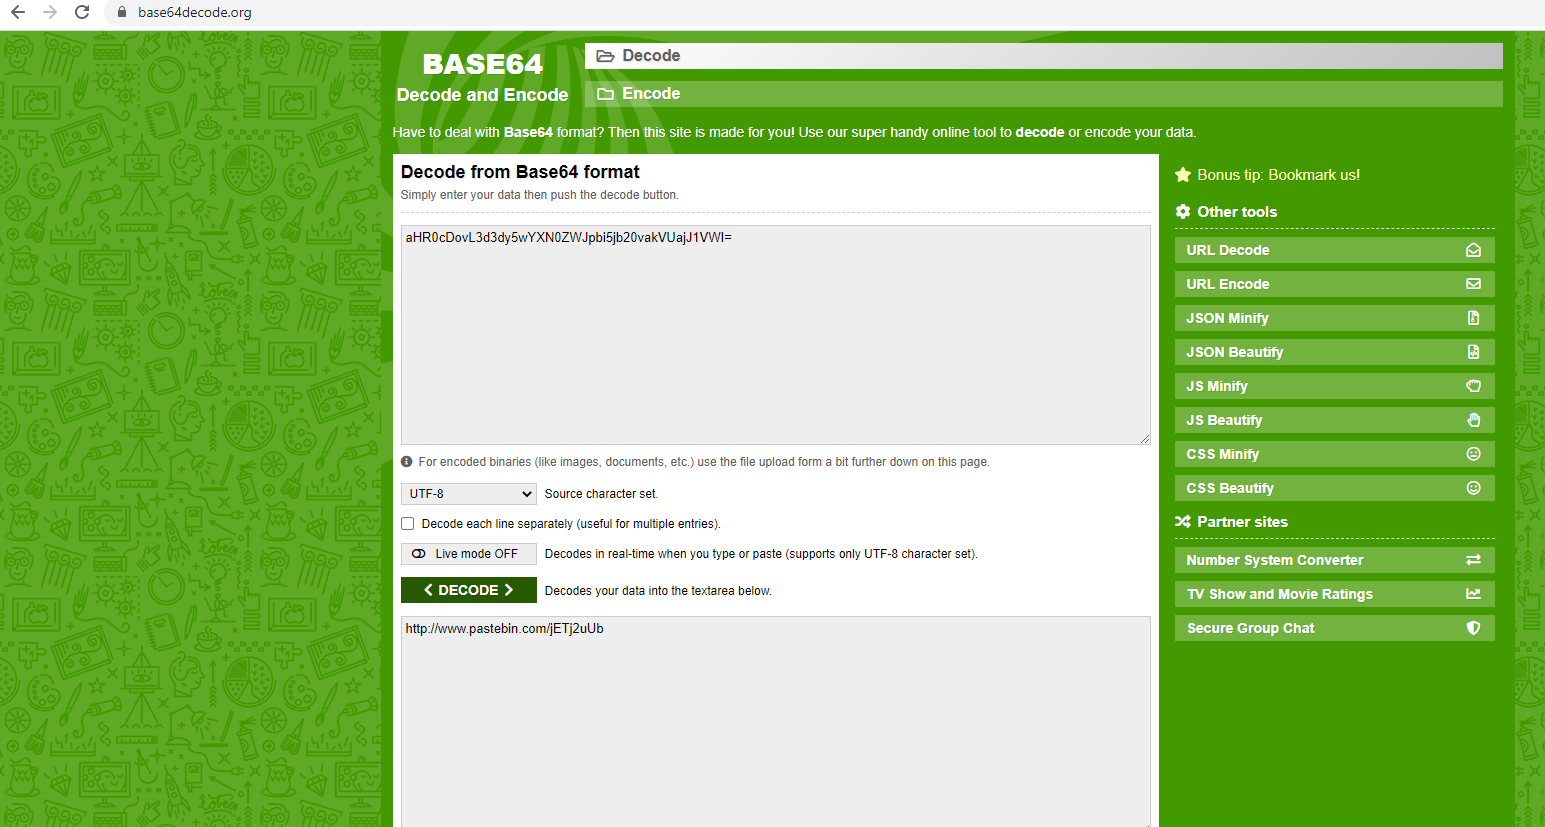 base64decode.org
BASE64
Decode and Encode
Decode
Encode
Have to deal with Base64 format? Then this site is made for you! Use our super handy online tool to decode or encode your data.
Decode from Base64 format
Simply enter your data then push the decode button.
aHR0cDovL3d3dy5wYXN0ZWJpbi5jb20vakVUajJ1VWI=
For encoded binaries (like images, documents, etc.) use the file upload form a bit further down on this page.
UTF-8 Source character set.
Decode each line separately (useful for multiple entries).
Live mode OFF Decodes in real-time when you type or paste (supports only UTF-8 character set).
DECODE Decodes your data into the textarea below.
http://www.pastebin.com/jETj2uUb
Bonus tip: Bookmark us!
Other tools
URL Decode
URL Encode
JSON Minify
JSON Beautify
JS Minify
JS Beautify
CSS Minify
CSS Beautify
Partner sites
Number System Converter
TV Show and Movie Ratings
Secure Group Chat